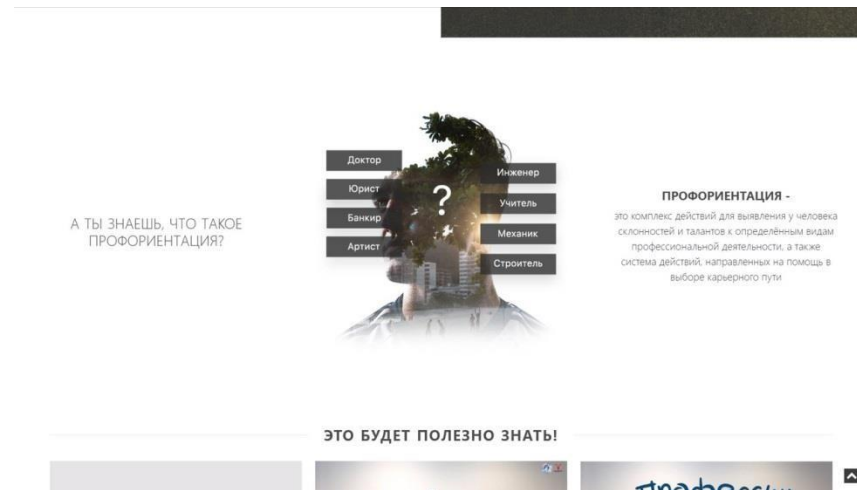 А ТЫ ЗНАЕШЬ, ЧТО ТАКОЕ
ПРОФОРИЕНТАЦИЯ?
Доктор
Юрист
Банкир
Артист
?
Инженер
Учитель
Механик
Строитель
ПРОФОРИЕНТАЦИЯ -
это комплекс действий для выявления у человека
склонностей и талантов к определённым видам
профессиональной деятельности, а также
система действий, направленных на помощь в
выборе карьерного пути
ЭТО БУДЕТ ПОЛЕЗНО ЗНАТЬ!